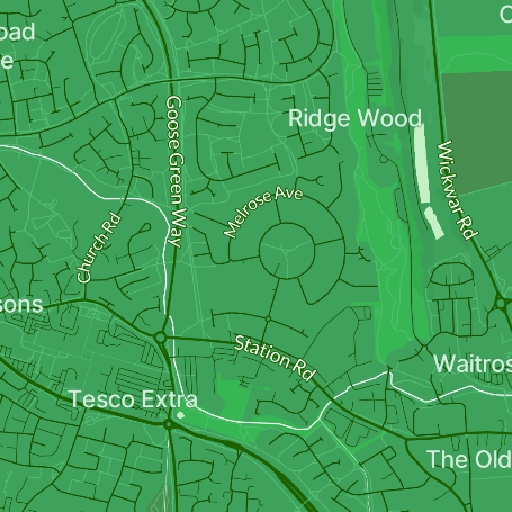 oad
e
Ridge Wood
Goose Green Way
Wickwar Rd
Melrose Ave
Church Rd
sons
Station Rd
Waitros
Tesco Extra
The Old